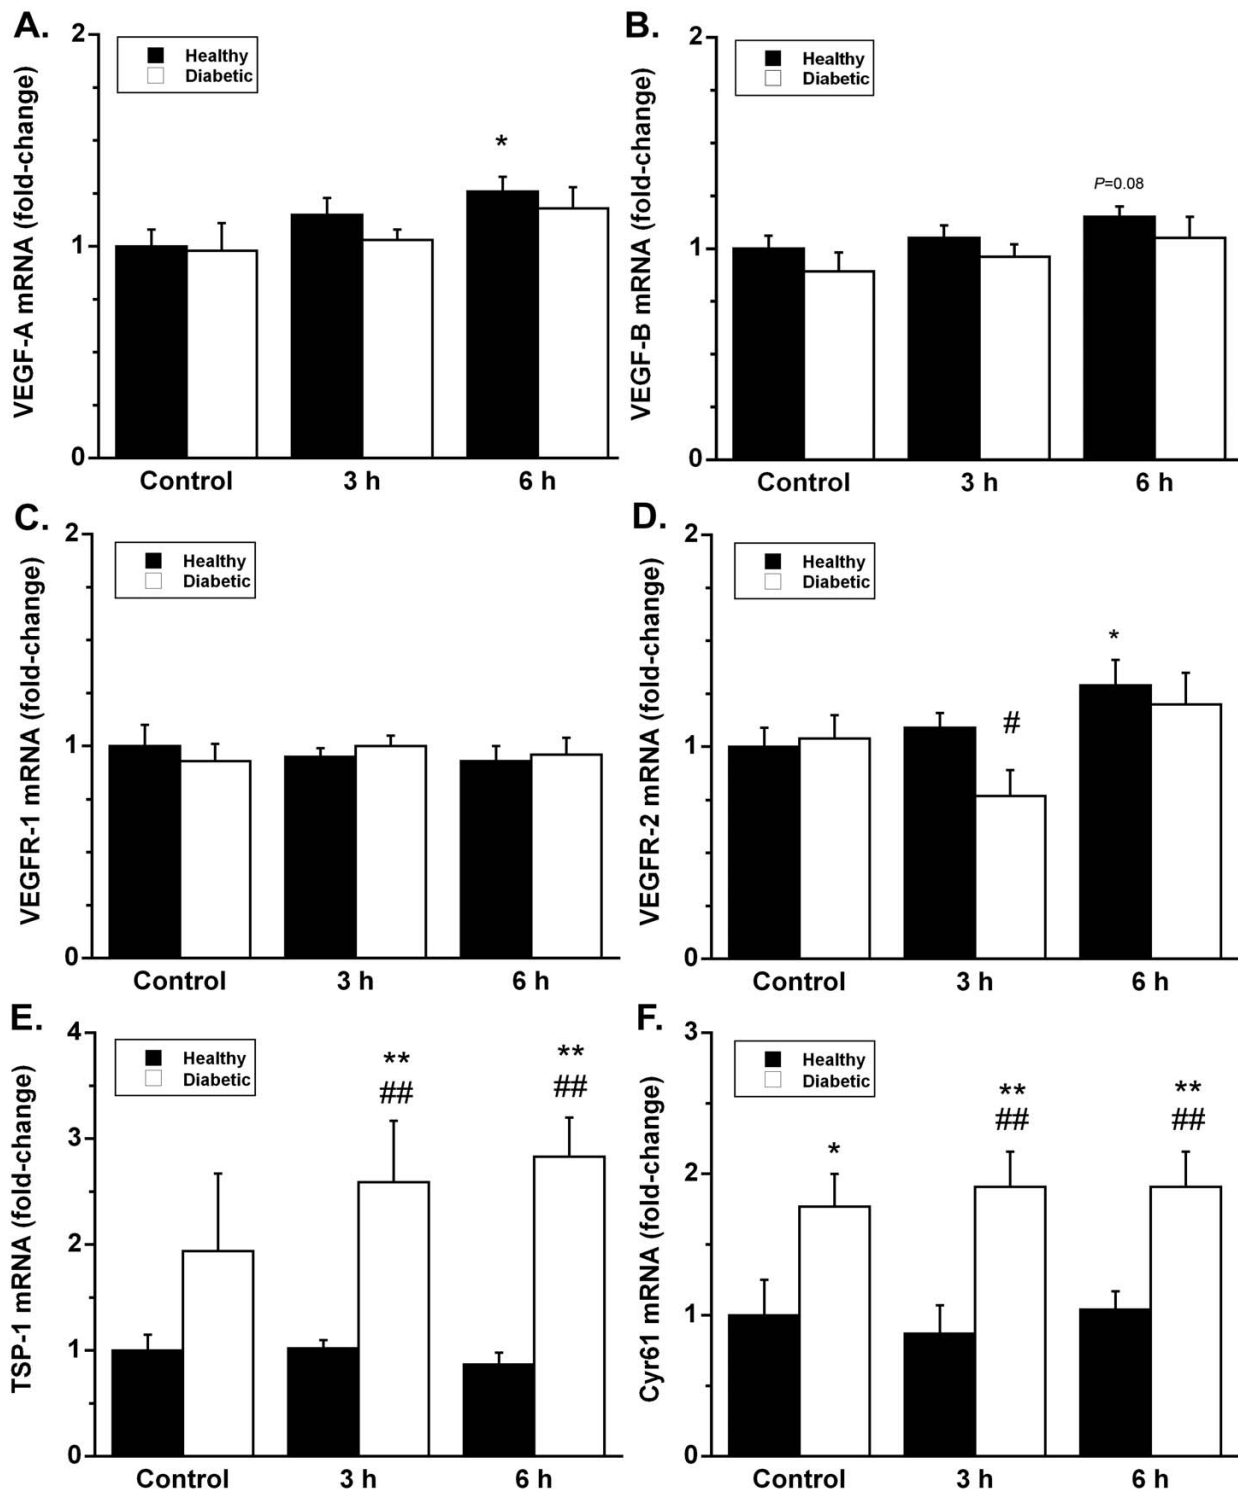 A.
VEGF-A mRNA (fold-change)
2
1
0
Healthy
Diabetic
*
Control
3 h
6 h
B.
VEGF-B mRNA (fold-change)
2
1
0
Healthy
Diabetic
P=0.08
Control
3 h
6 h
C.
VEGFR-1 mRNA (fold-change)
2
1
0
Healthy
Diabetic
Control
3 h
6 h
D.
VEGFR-2 mRNA (fold-change)
2
1
0
Healthy
Diabetic
*
#
Control
3 h
6 h
E.
TSP-1 mRNA (fold-change)
4
3
2
1
0
Healthy
Diabetic
**
##
**
##
Control
3 h
6 h
F.
Cyr61 mRNA (fold-change)
3
2
1
0
Healthy
Diabetic
*
**
##
**
##
Control
3 h
6 h